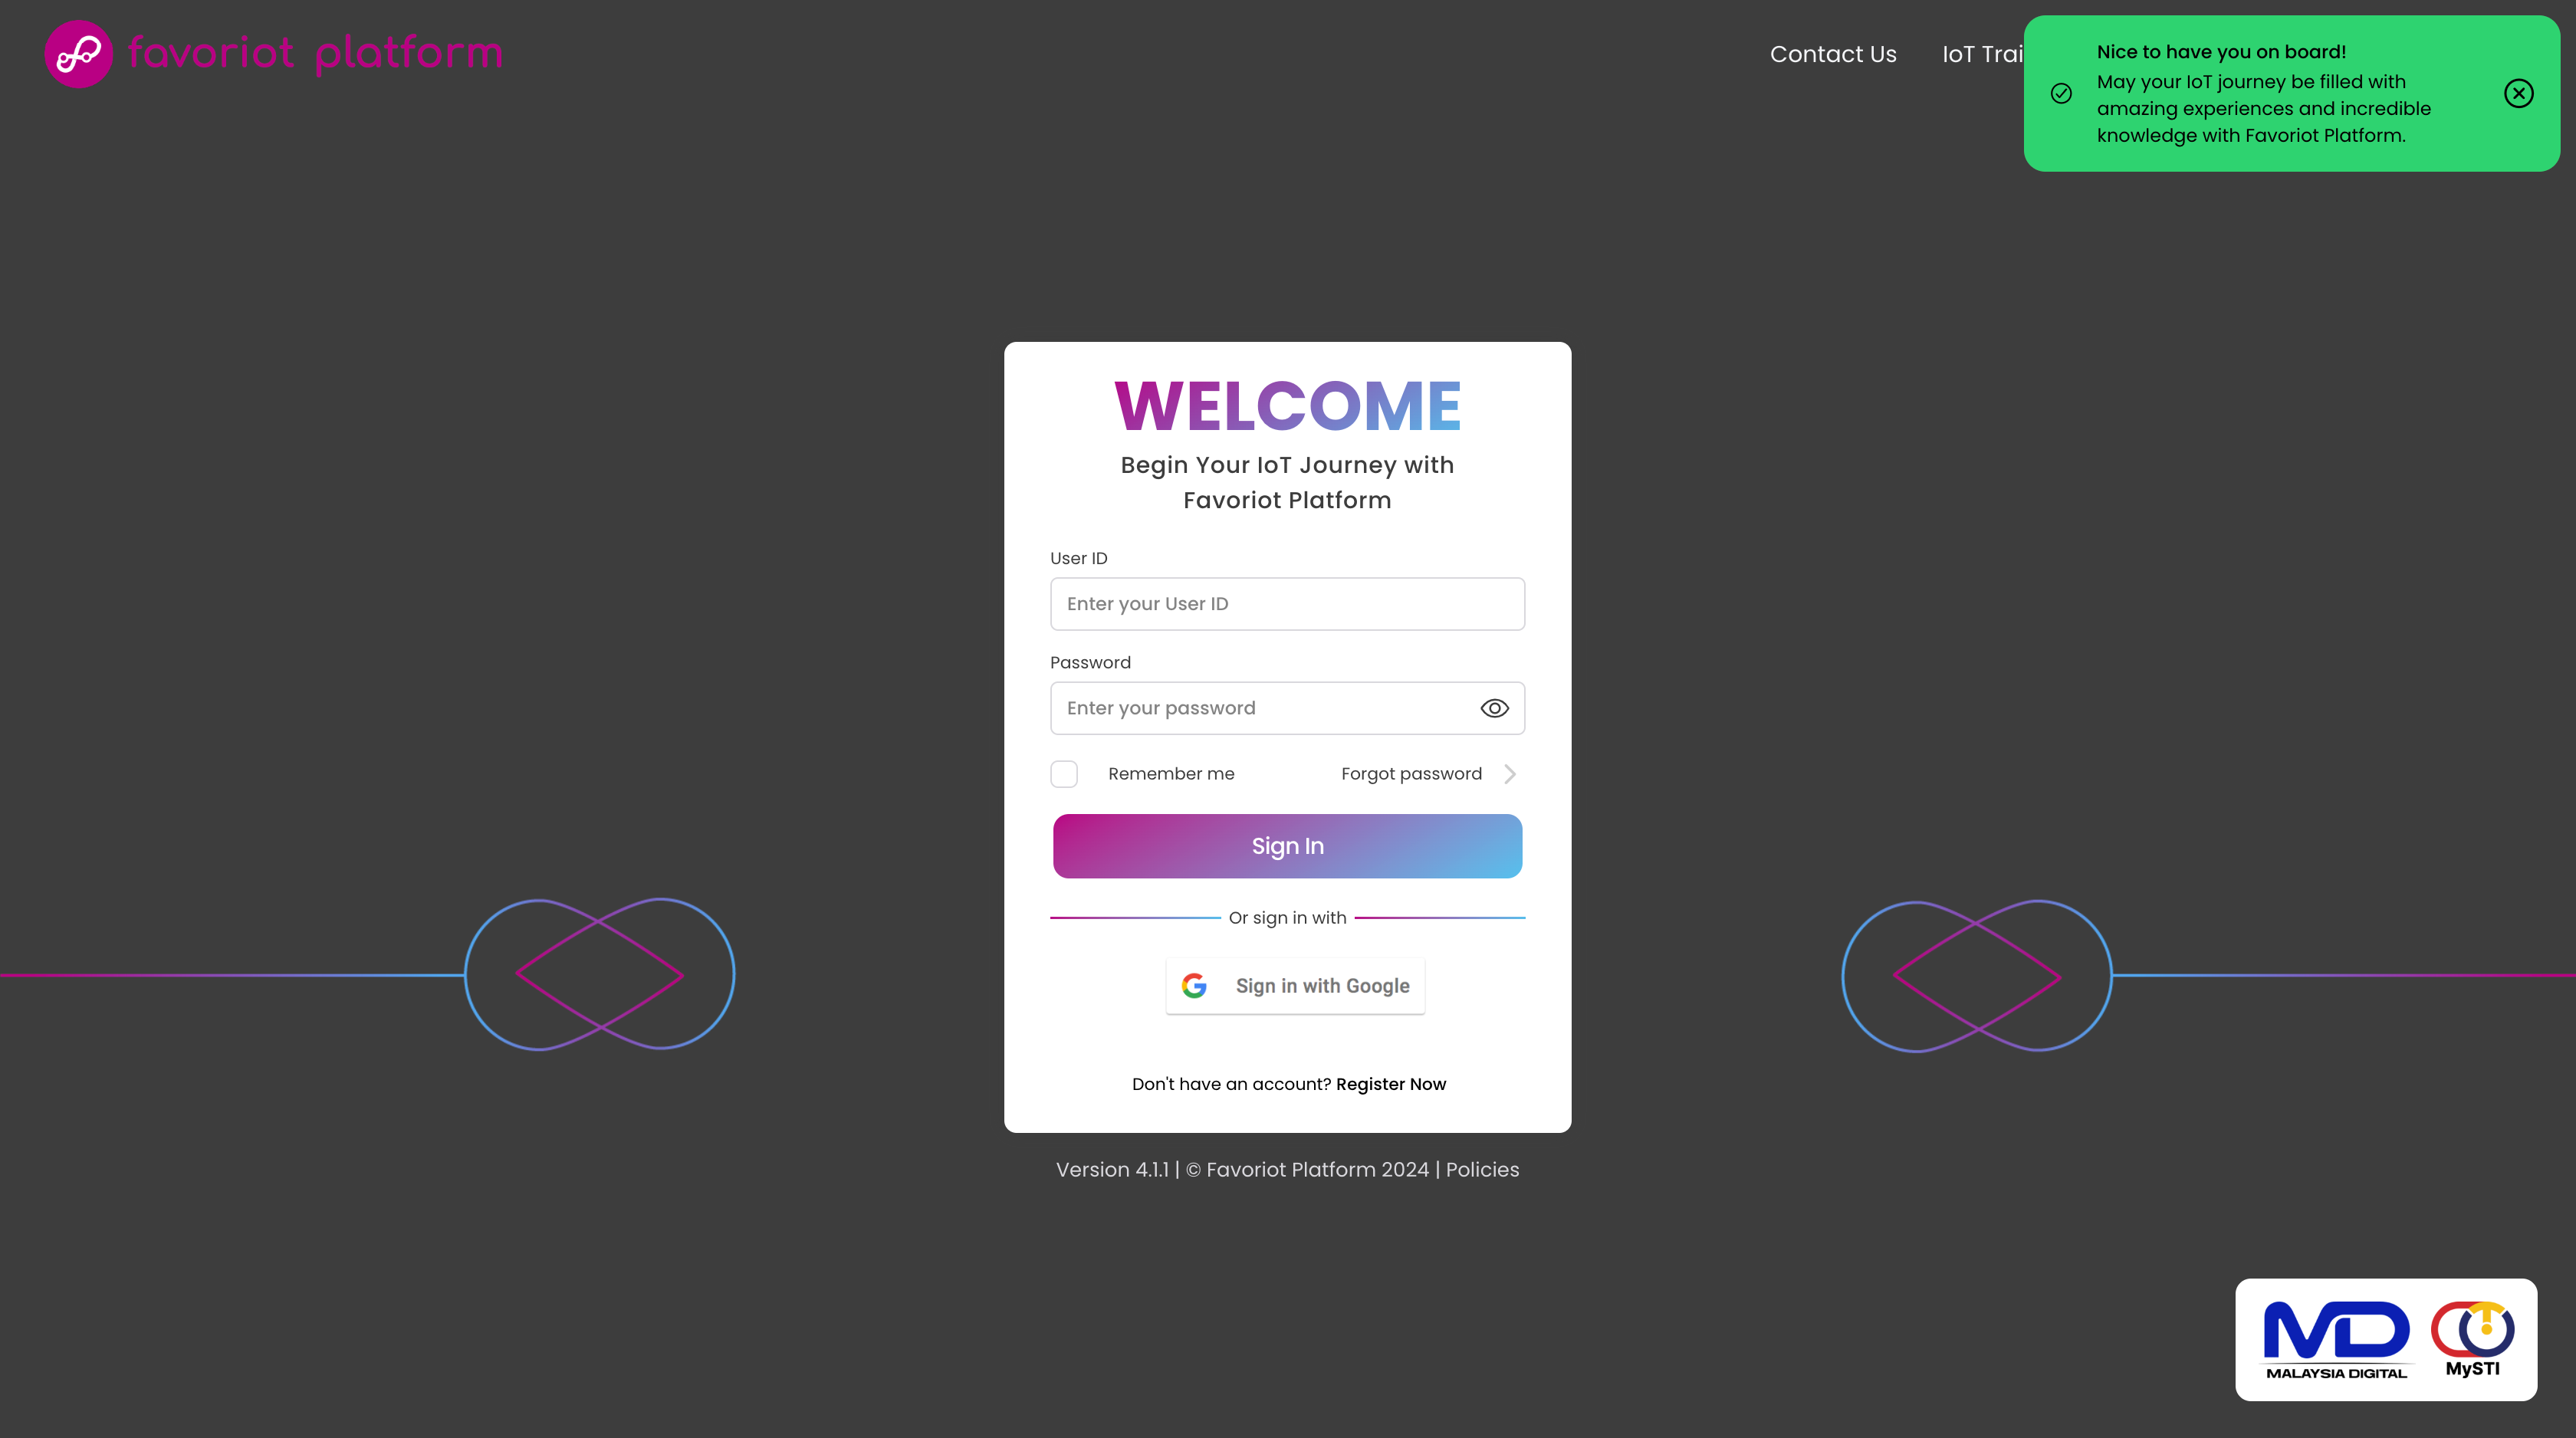 favoriot platform
Contact Us
IoT Trai
Nice to have you on board!
May your IoT journey be filled with
amazing experiences and incredible
knowledge with Favoriot Platform.
WELCOME
Begin Your IoT Journey with
Favoriot Platform
User ID
Enter your User ID
Password
Enter your password
Remember me
Forgot password
Sign In
Or sign in with
Sign in with Google
Don't have an account? Register Now
Version 4.1.1 | © Favoriot Platform 2024 | Policies
MD
MALAYSIA DIGITAL
MySTI